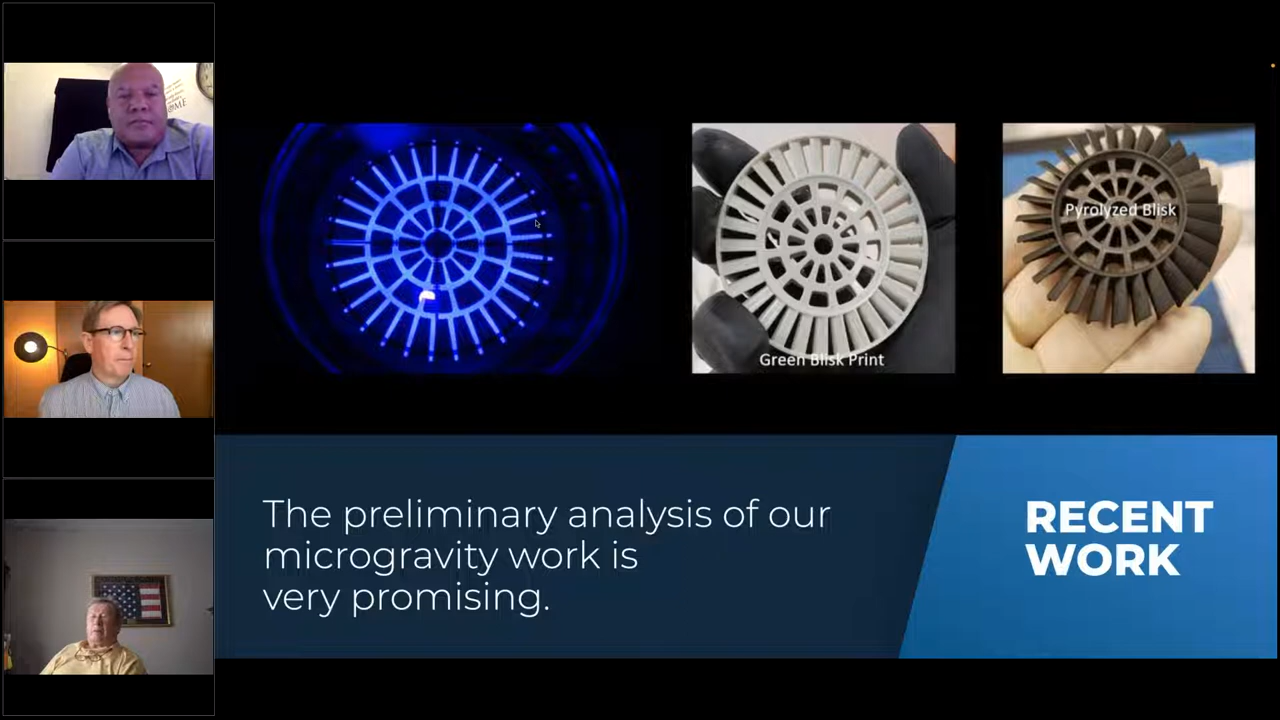 Green Blisk Print
Pyrolyzed Blisk
The preliminary analysis of our
microgravity work is
very promising.
RECENT
WORK